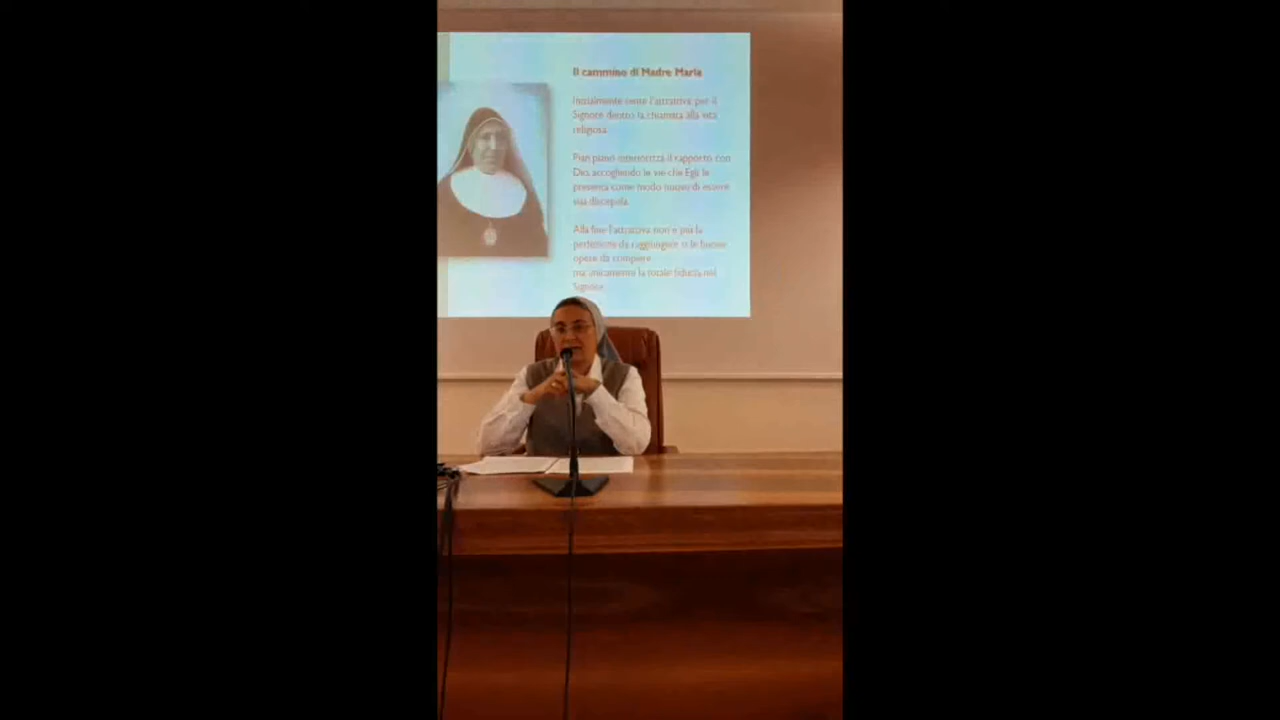 Il cammino di Madre Maria
Inizialmente sente l'attrattiva per il
Signore dentro la chiamata alla vita
religiosa.
Pian piano interiorizza il rapporto con
Dio, accogliendo le vie che Egli le
presenta come modo nuovo di essere
sua discepola.
Alla fine l'attrattiva non è più la
perfezione da raggiungere o le buone
opere da compiere
ma unicamente la totale fiducia nel
Signore